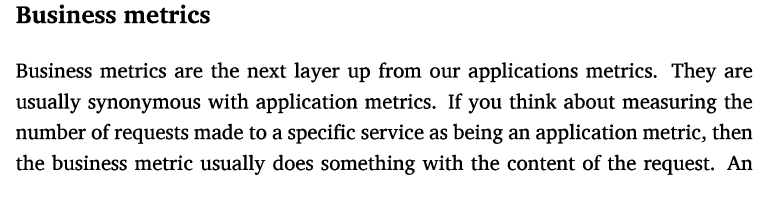 Business metrics
Business metrics are the next layer up from our applications metrics. They are
usually synonymous with application metrics. If you think about measuring the
number of requests made to a specific service as being an application metric, then
the business metric usually does something with the content of the request. An